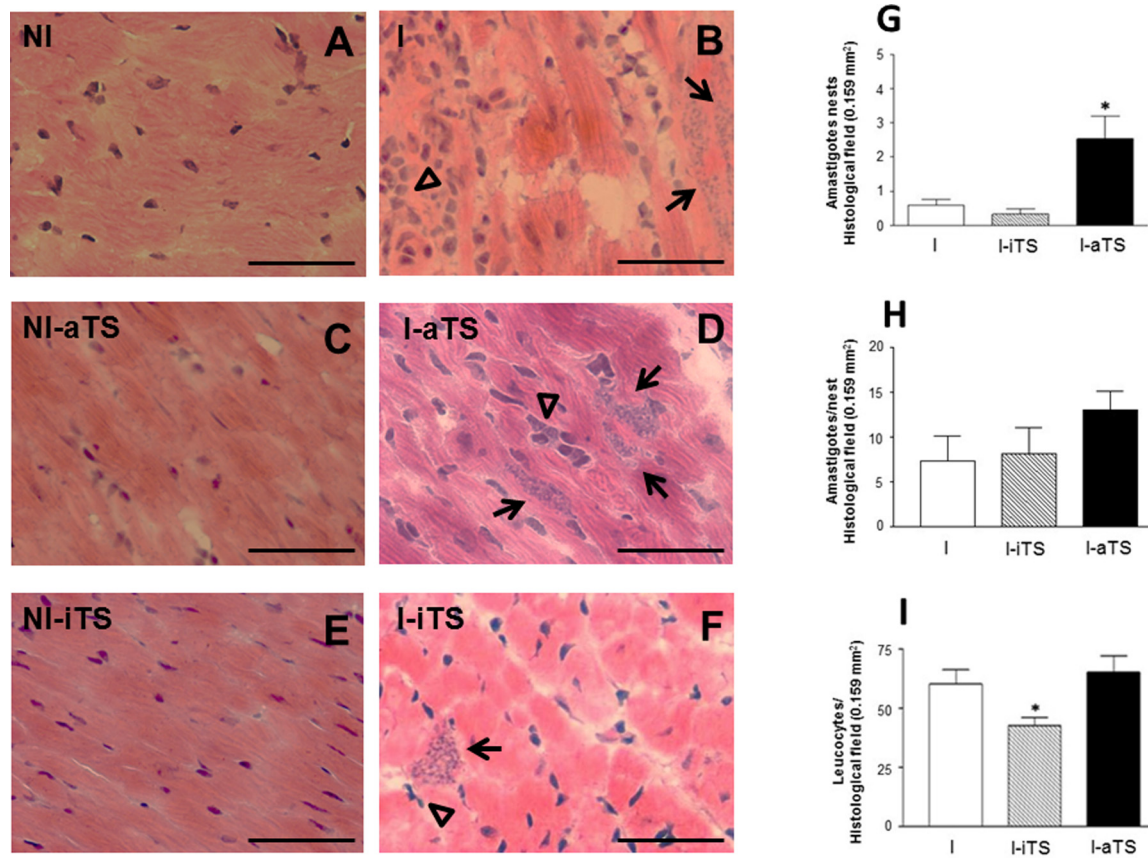 NI
A
I
B
NI-aTS
C
I-aTS
D
NI-iTS
E
I-iTS
F
G
Amastigotes nests
Histological field (0.159 mm²)
5
4
3
2
1
0
*
I
I-iTS
I-aTS
H
Amastigotes/nest
Histological field (0.159 mm²)
20
15
10
5
0
I
I-iTS
I-aTS
I
Leucocytes/
Histological field (0.159 mm²)
75
50
25
0
*
I
I-iTS
I-aTS